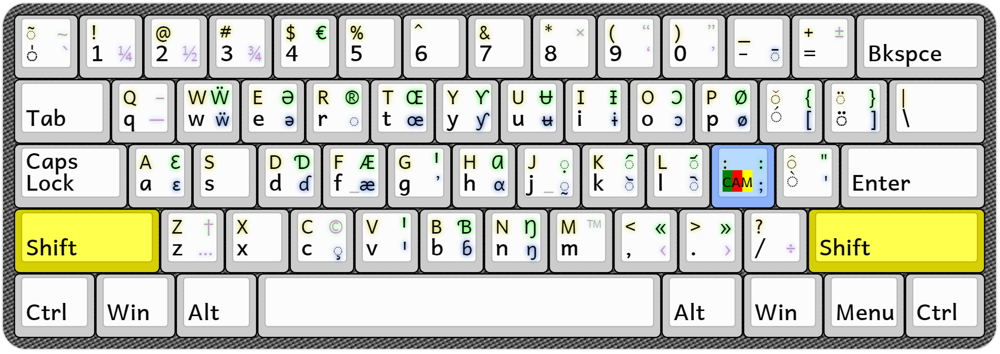 ◌̃ ~ ! @ # $ € % ^ & * × ( “ ) ” _ + ±
◌̍ ` 1 ¼ 2 ½ 3 ¾ 4 5 6 7 8 9 ‘ 0 ’ - ◌̄ = Bkspce
Q – W Ẅ E Ə R ® T Œ Y Ƴ U Ʉ I Ɨ O Ɔ P Ø ◌̌ { ◌̈ } |
Tab q — w ẅ e ə r ◌ t œ y ƴ u ʉ i ɨ o ɔ p ø ◌́ [ ◌̈ ] \
Caps A Ɛ S D Ɗ F Æ G ꞌ H Ɑ J ◌̣ K ◌᷄ L ◌᷇ : : ◌̂ "
Lock a ɛ s d ɗ f _ æ g ’ h ɑ j _ ◌̰ k ◌᷅ l ◌᷆ CAM ; ◌̀ ' Enter
Z † X C © V ꞌ B Ɓ N Ŋ M ™ < « > » ?
Shift z … x c ◌̧ v ꞌ b ɓ n ŋ m , ‹ . › / ÷ Shift
Ctrl Win Alt Alt Win Menu Ctrl